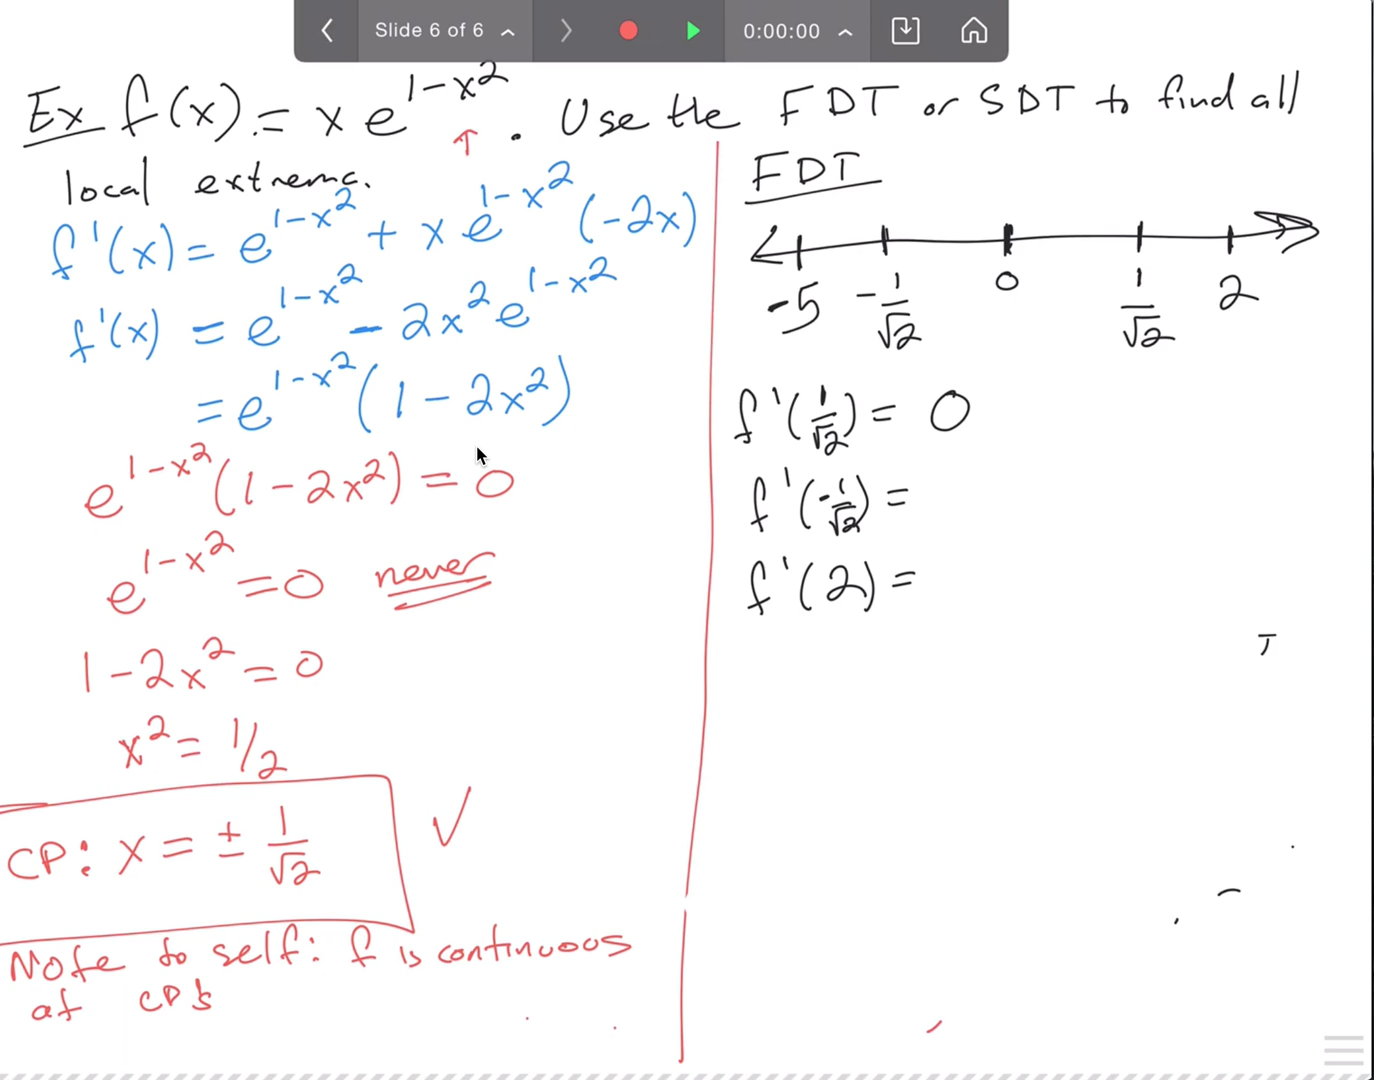 Slide 6 of 6
0:00:00
Ex f(x) = x e^{1-x^2}. Use the FDT or SDT to find all
local extrema.
f'(x) = e^{1-x^2} + x e^{1-x^2} (-2x)
f'(x) = e^{1-x^2} - 2x^2 e^{1-x^2}
= e^{1-x^2} (1 - 2x^2)
e^{1-x^2} (1 - 2x^2) = 0
e^{1-x^2} = 0 never
1 - 2x^2 = 0
x^2 = 1/2
CP: x = ± 1/√2 ✓
Note to self: f is continuous
at CPs
FDT
-5 -1/√2 0 1/√2 2
f'(1/√2) = 0
f'(-1/√2) =
f'(2) =